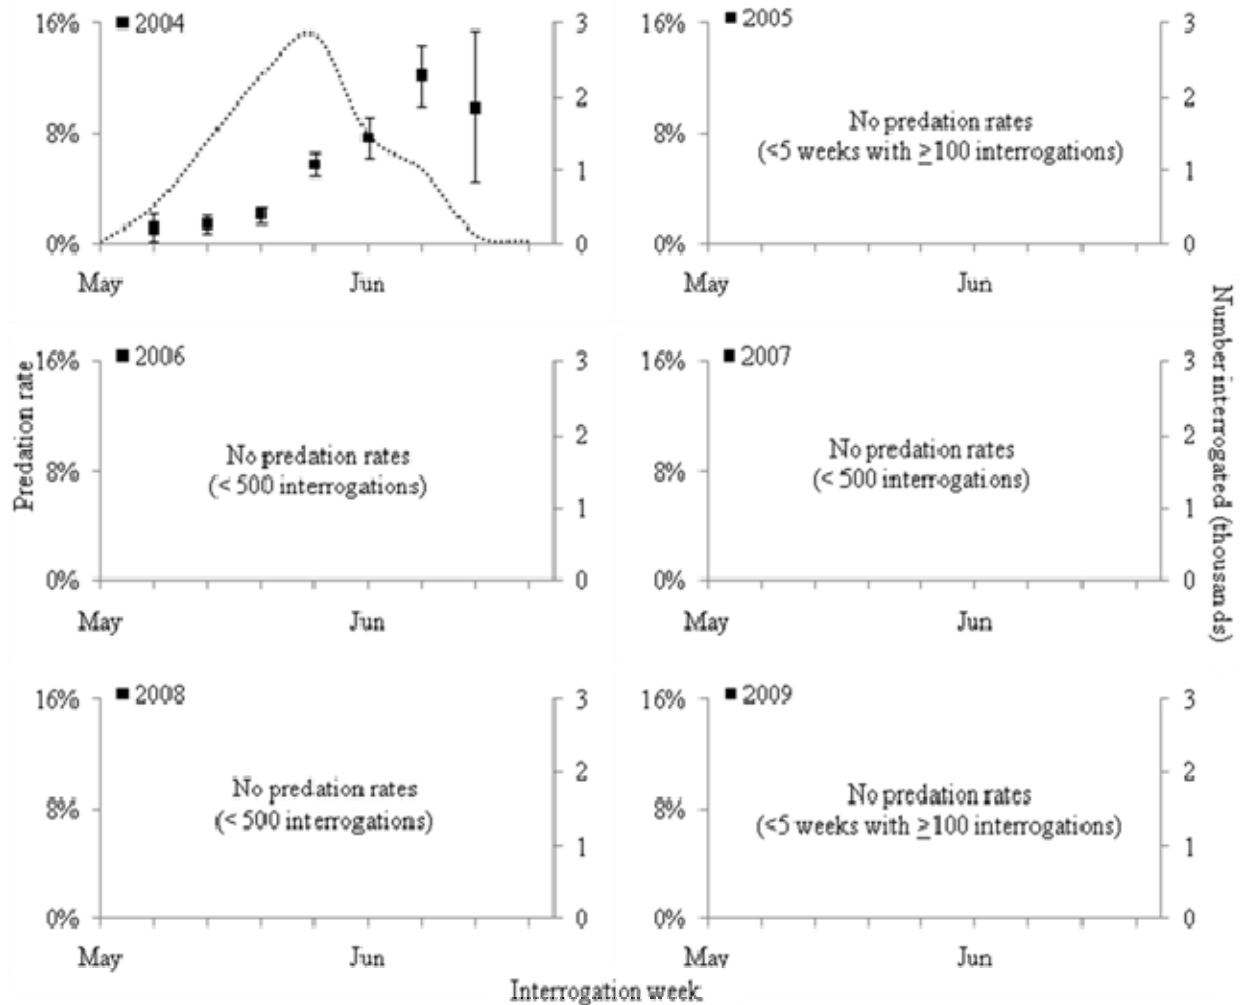 16%
8%
0%
2004
3
2
1
0
May
Jun
16%
8%
0%
2005
No predation rates
(<5 weeks with ≥100 interrogations)
3
2
1
0
May
Jun
Predation rate
16%
8%
0%
2006
No predation rates
(< 500 interrogations)
3
2
1
0
May
Jun
16%
8%
0%
2007
No predation rates
(< 500 interrogations)
3
2
1
0
May
Jun
Number interrogated (thousands)
16%
8%
0%
2008
No predation rates
(< 500 interrogations)
3
2
1
0
May
Jun
16%
8%
0%
2009
No predation rates
(<5 weeks with ≥100 interrogations)
3
2
1
0
May
Jun
Interrogation week